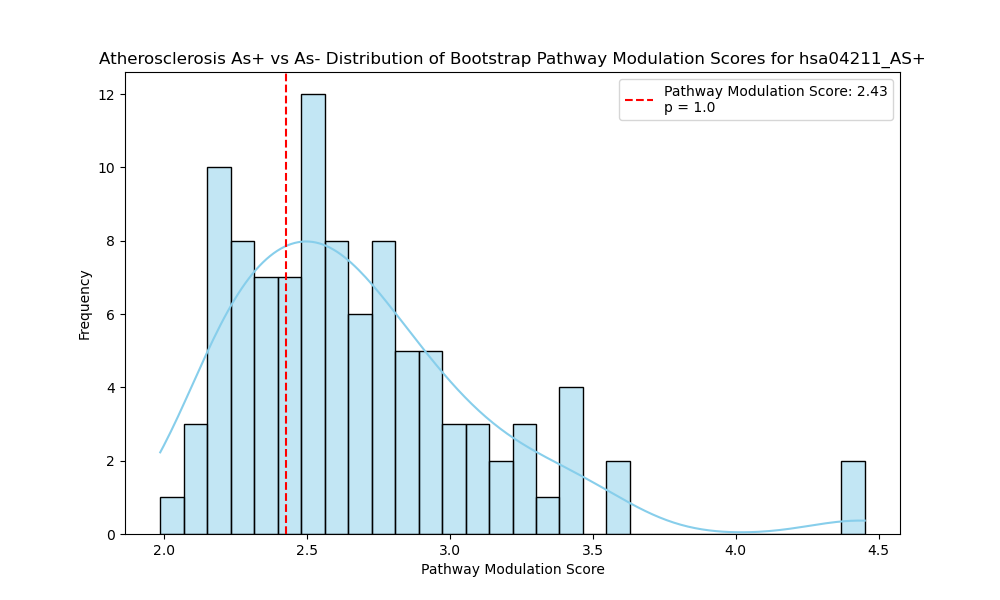 Atherosclerosis As+ vs As- Distribution of Bootstrap Pathway Modulation Scores for hsa04211_AS+
Pathway Modulation Score: 2.43
p = 1.0
12
10
8
6
4
2
0
Frequency
2.0 2.5 3.0 3.5 4.0 4.5
Pathway Modulation Score